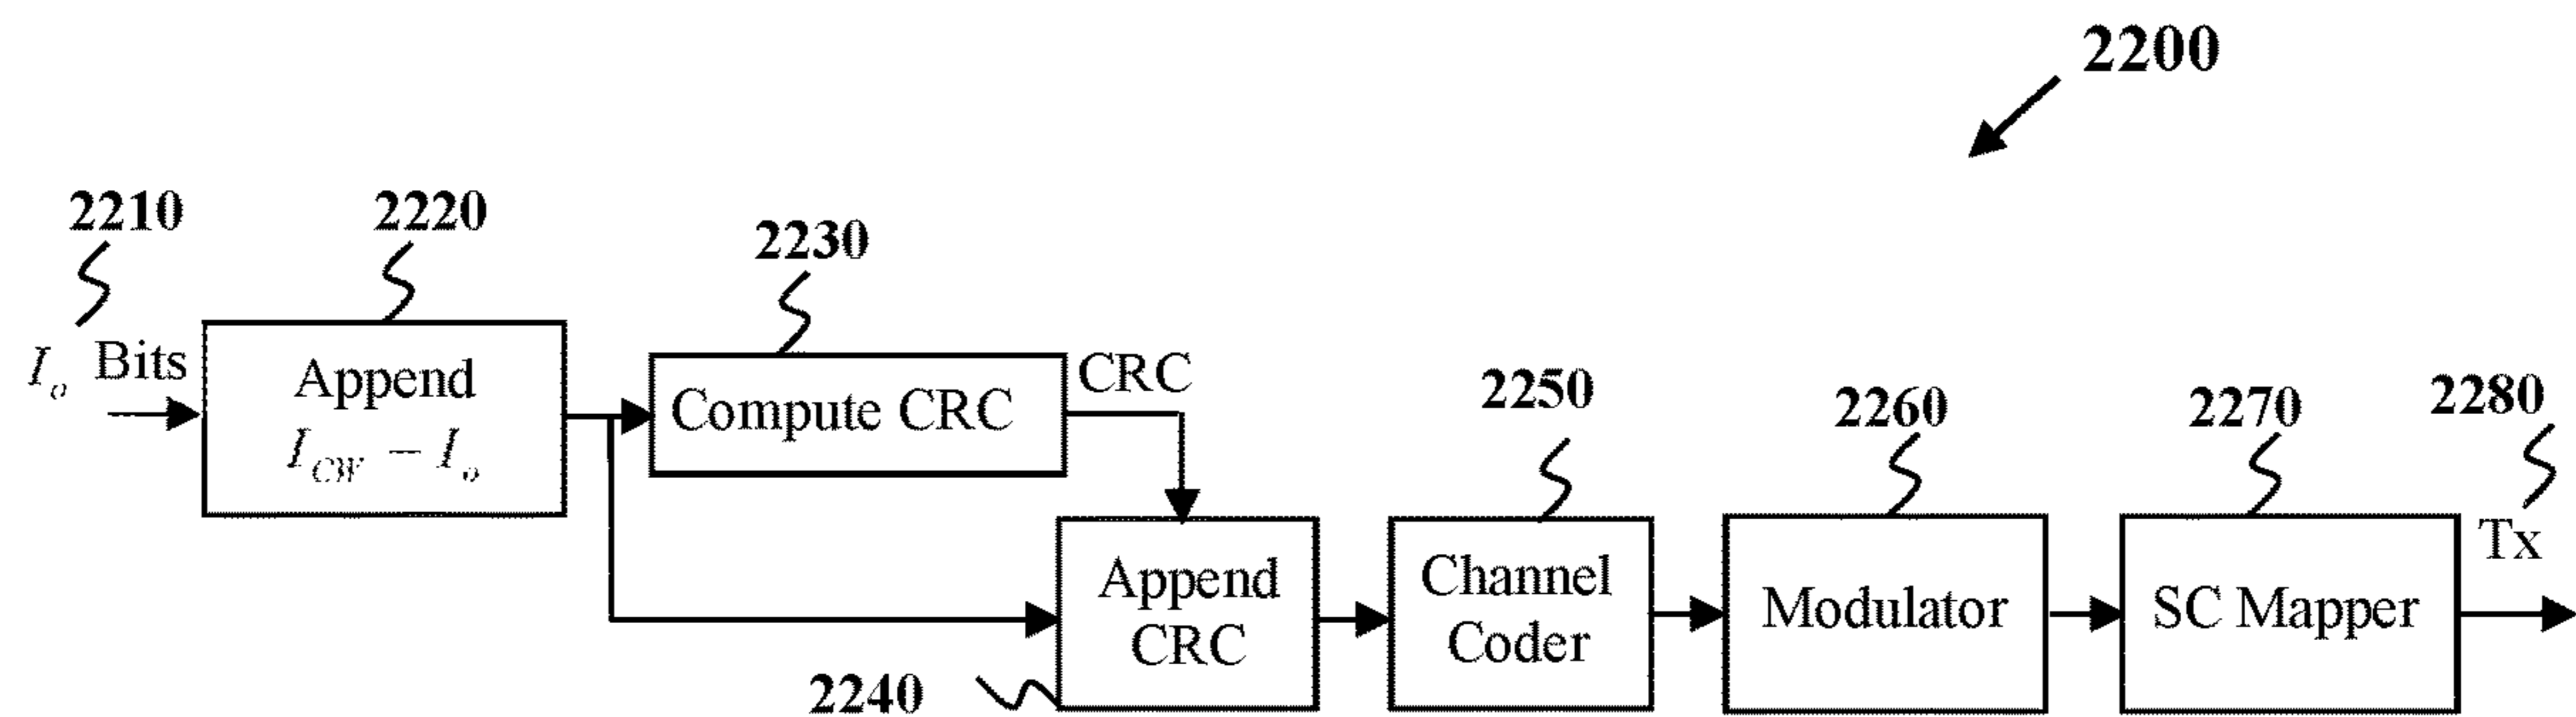 2200
2210
2220
2230
I_o Bits
Append
I_CW − I_o
Compute CRC
CRC
2240
Append
CRC
2250
Channel
Coder
2260
Modulator
2270
SC Mapper
2280
Tx